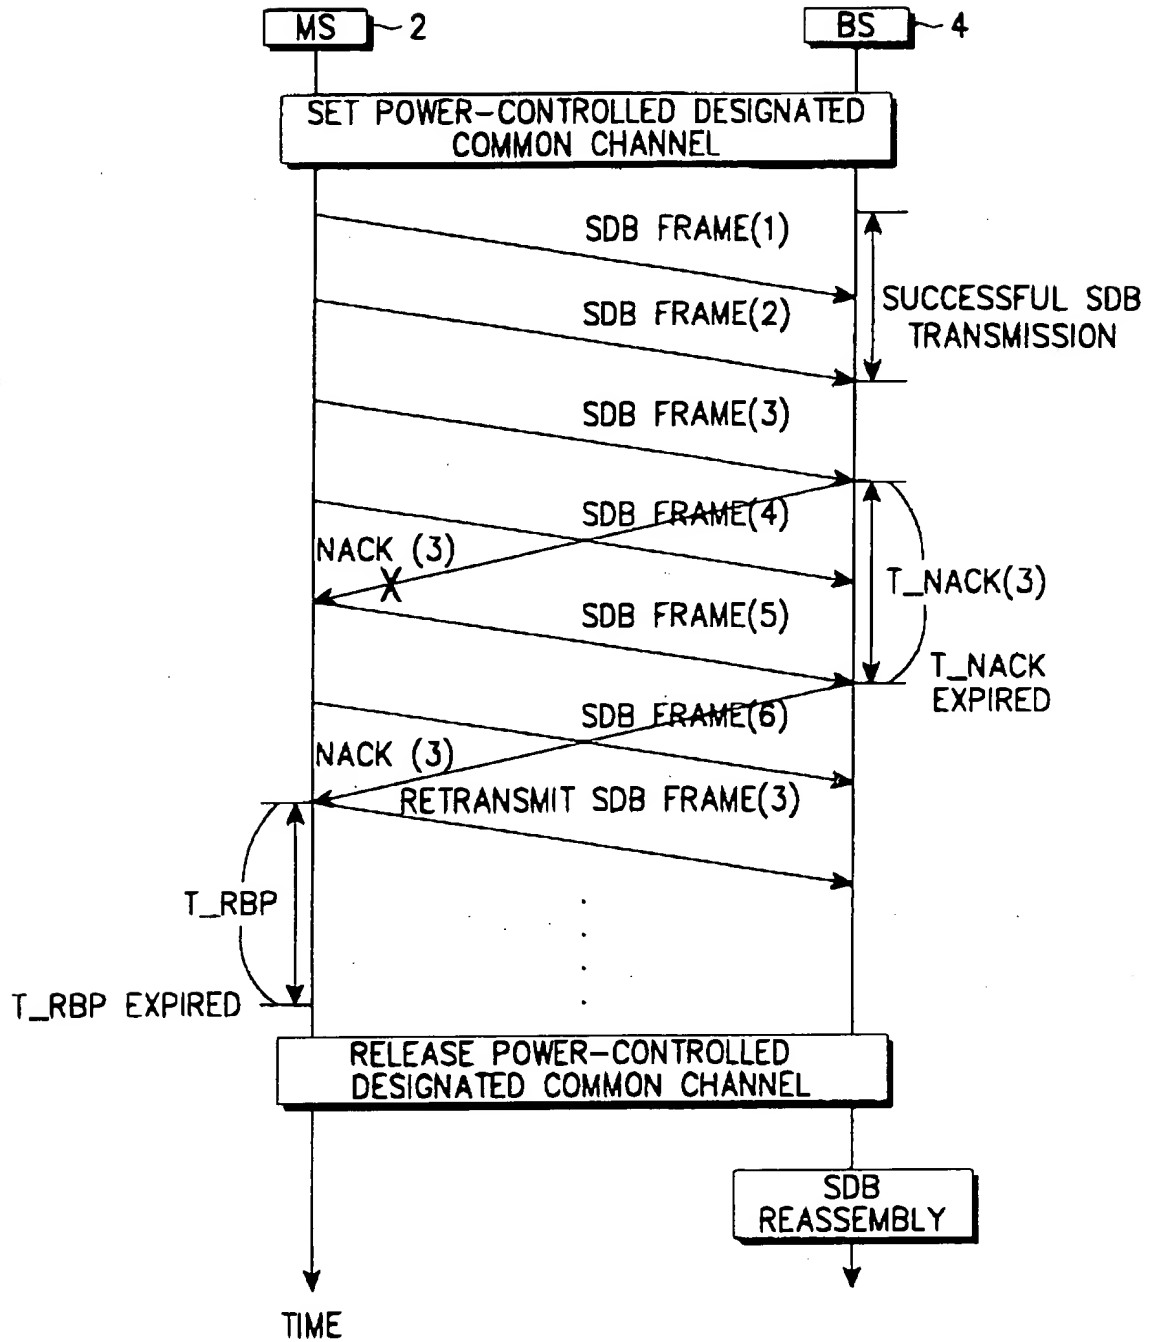 MS 2
BS 4
SET POWER-CONTROLLED DESIGNATED
COMMON CHANNEL
SDB FRAME(1)
SUCCESSFUL SDB
TRANSMISSION
SDB FRAME(2)
SDB FRAME(3)
SDB FRAME(4)
NACK (3)
X
T_NACK(3)
SDB FRAME(5)
T_NACK
EXPIRED
SDB FRAME(6)
NACK (3)
RETRANSMIT SDB FRAME(3)
T_RBP
T_RBP EXPIRED
RELEASE POWER-CONTROLLED
DESIGNATED COMMON CHANNEL
SDB
REASSEMBLY
TIME